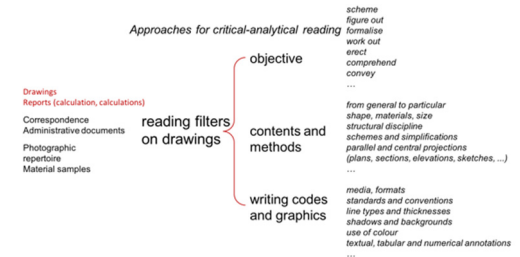 Approaches for critical-analytical reading
scheme
figure out
formalise
work out
erect
comprehend
convey
...
objective
Drawings
Reports (calculation, calculations)
Correspondence
Administrative documents
Photographic
repertoire
Material samples
reading filters
on drawings
contents and
methods
from general to particular
shape, materials, size
structural discipline
schemes and simplifications
parallel and central projections
(plans, sections, elevations, sketches, ...)
...
writing codes
and graphics
media, formats
standards and conventions
line types and thicknesses
shadows and backgrounds
use of colour
textual, tabular and numerical annotations
...